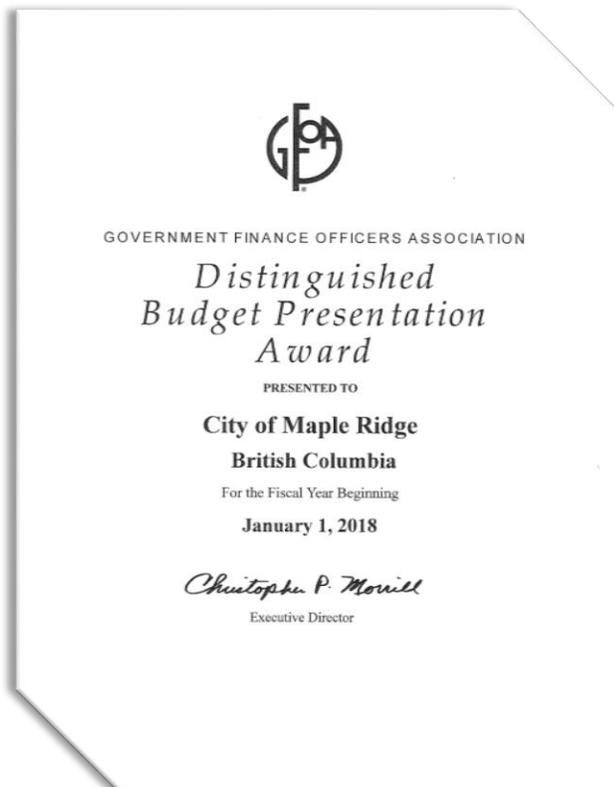 GFOA
GOVERNMENT FINANCE OFFICERS ASSOCIATION
Distinguished
Budget Presentation
Award
PRESENTED TO
City of Maple Ridge
British Columbia
For the Fiscal Year Beginning
January 1, 2018
Christopher P. Morrill
Executive Director